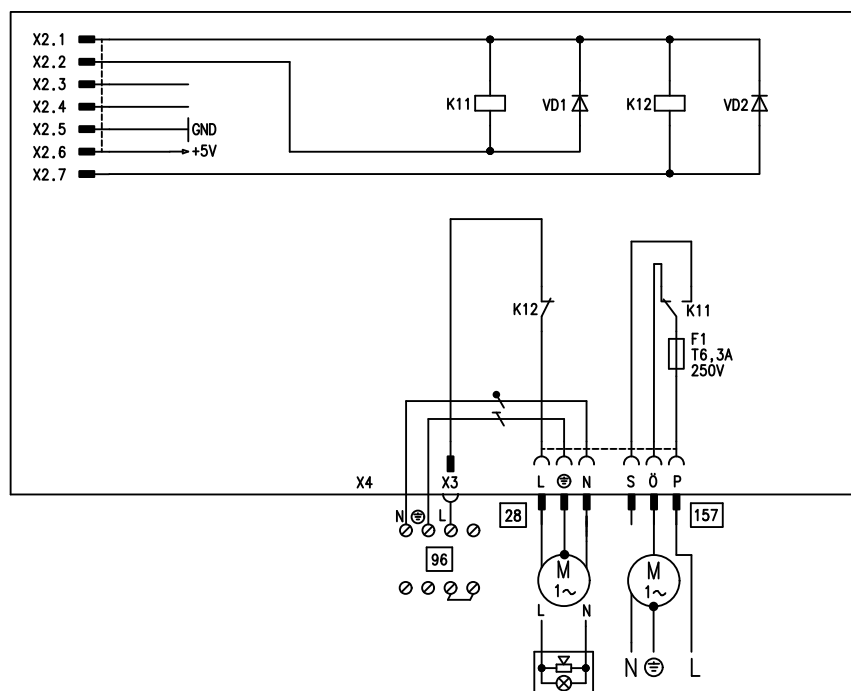 X2.1
X2.2
X2.3
X2.4
X2.5 GND
X2.6 +5V
X2.7
K11 VD1 K12 VD2
K12 K11
F1
T6,3A
250V
X4 X3 L N S Ö P
N L 28 157
96
M M
1~ 1~
L N
N L